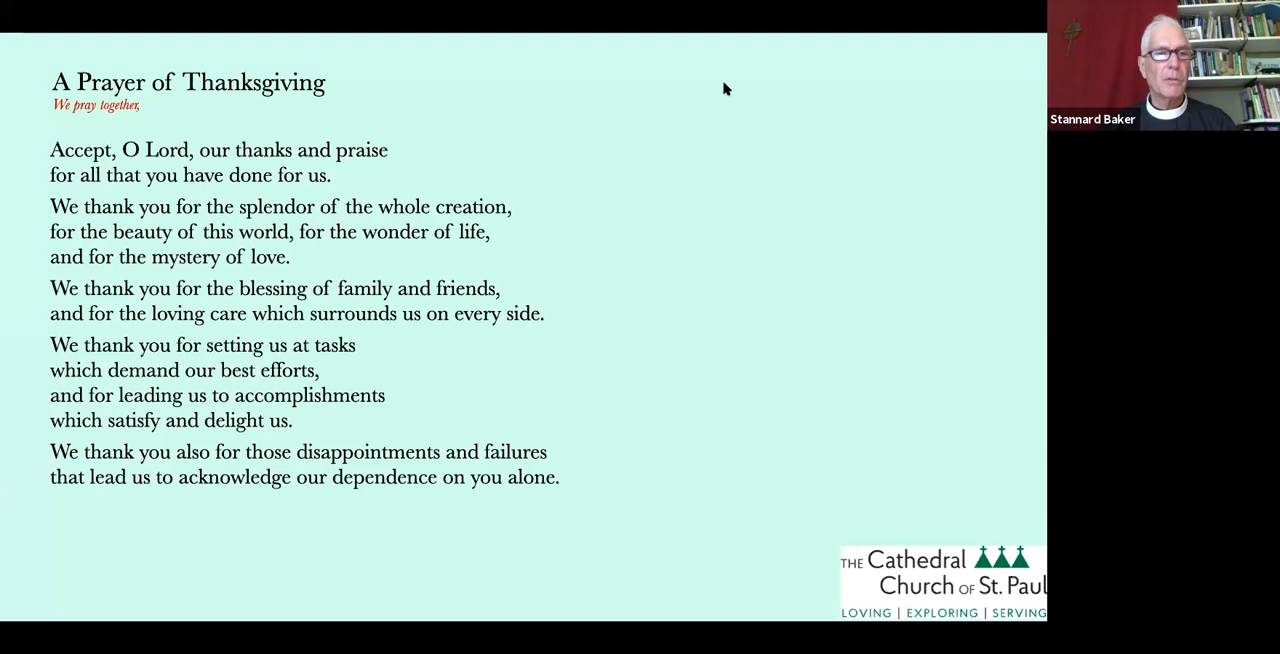 A Prayer of Thanksgiving
We pray together,
Accept, O Lord, our thanks and praise
for all that you have done for us.
We thank you for the splendor of the whole creation,
for the beauty of this world, for the wonder of life,
and for the mystery of love.
We thank you for the blessing of family and friends,
and for the loving care which surrounds us on every side.
We thank you for setting us at tasks
which demand our best efforts,
and for leading us to accomplishments
which satisfy and delight us.
We thank you also for those disappointments and failures
that lead us to acknowledge our dependence on you alone.
THE Cathedral
Church OF St. Paul
LOVING | EXPLORING | SERVING
Stannard Baker